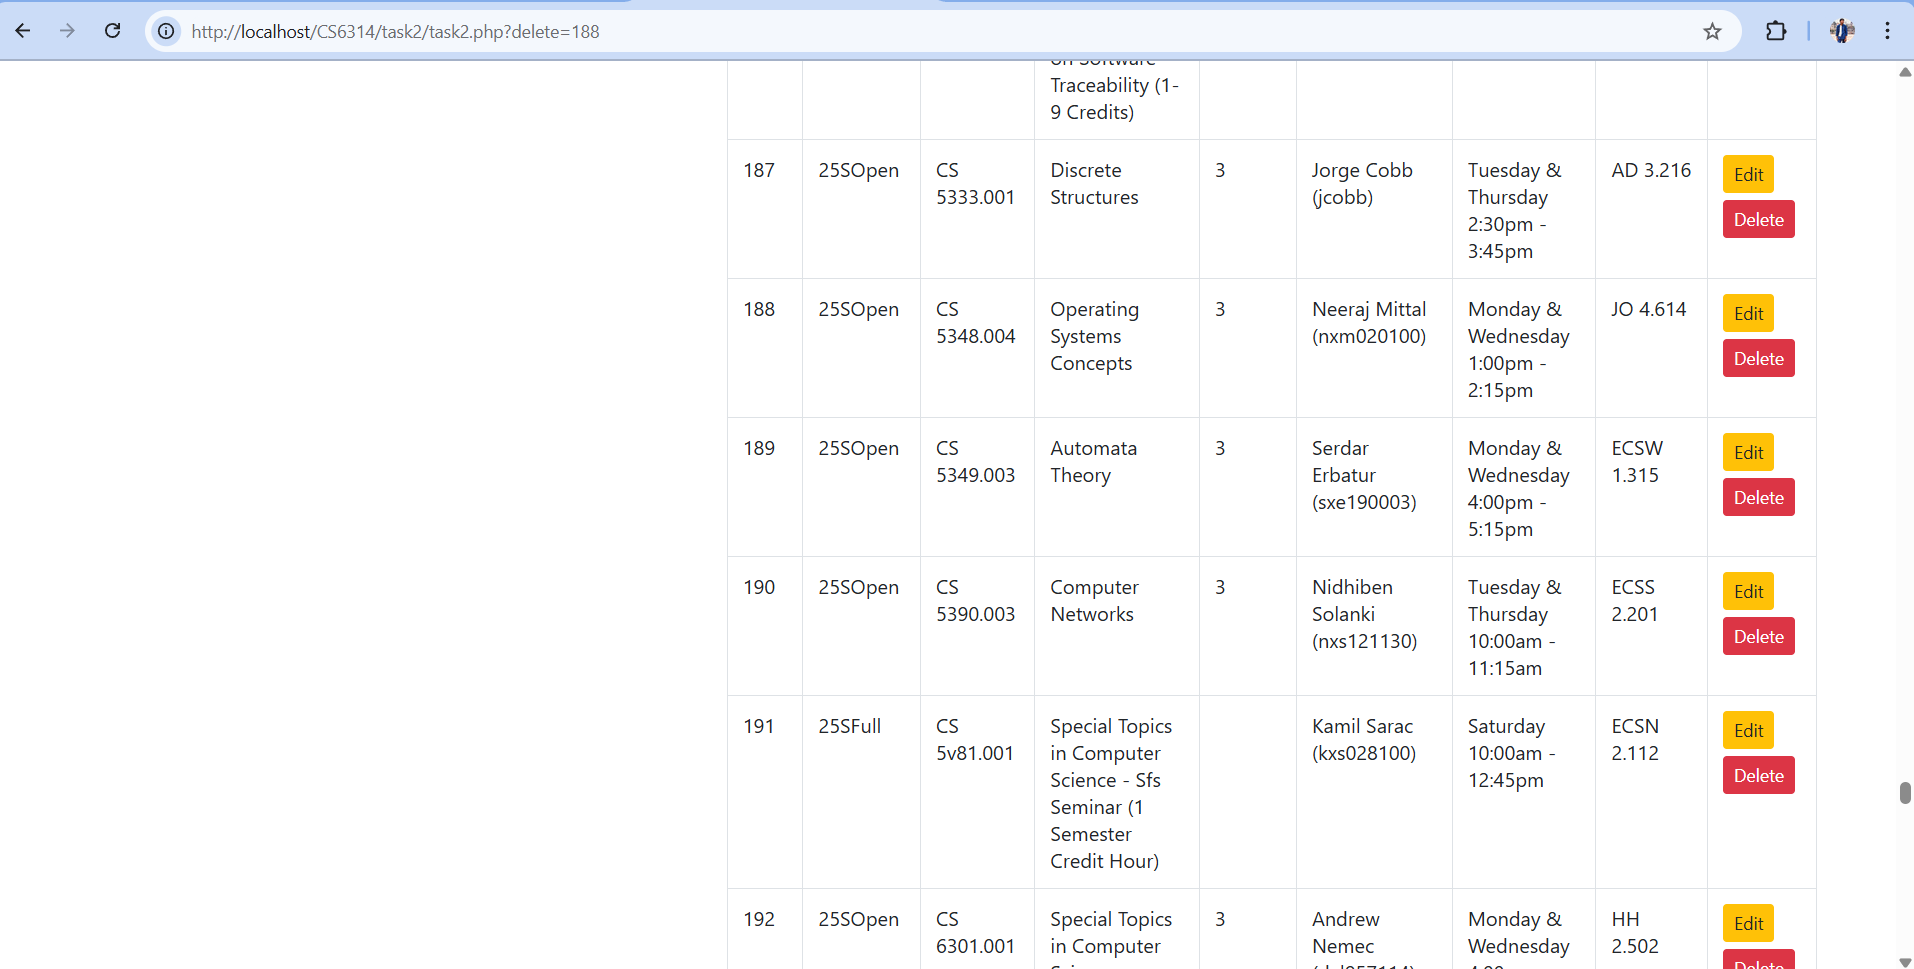 http://localhost/CS6314/task2/task2.php?delete=188
on Software
Traceability (1-
9 Credits)
187
25SOpen
CS
5333.001
Discrete
Structures
3
Jorge Cobb
(jcobb)
Tuesday &
Thursday
2:30pm -
3:45pm
AD 3.216
Edit
Delete
188
25SOpen
CS
5348.004
Operating
Systems
Concepts
3
Neeraj Mittal
(nxm020100)
Monday &
Wednesday
1:00pm -
2:15pm
JO 4.614
Edit
Delete
189
25SOpen
CS
5349.003
Automata
Theory
3
Serdar
Erbatur
(sxe190003)
Monday &
Wednesday
4:00pm -
5:15pm
ECSW
1.315
Edit
Delete
190
25SOpen
CS
5390.003
Computer
Networks
3
Nidhiben
Solanki
(nxs121130)
Tuesday &
Thursday
10:00am -
11:15am
ECSS
2.201
Edit
Delete
191
25SFull
CS
5v81.001
Special Topics
in Computer
Science - Sfs
Seminar (1
Semester
Credit Hour)
Kamil Sarac
(kxs028100)
Saturday
10:00am -
12:45pm
ECSN
2.112
Edit
Delete
192
25SOpen
CS
6301.001
Special Topics
in Computer
3
Andrew
Nemec
Monday &
Wednesday
HH
2.502
Edit
Delete